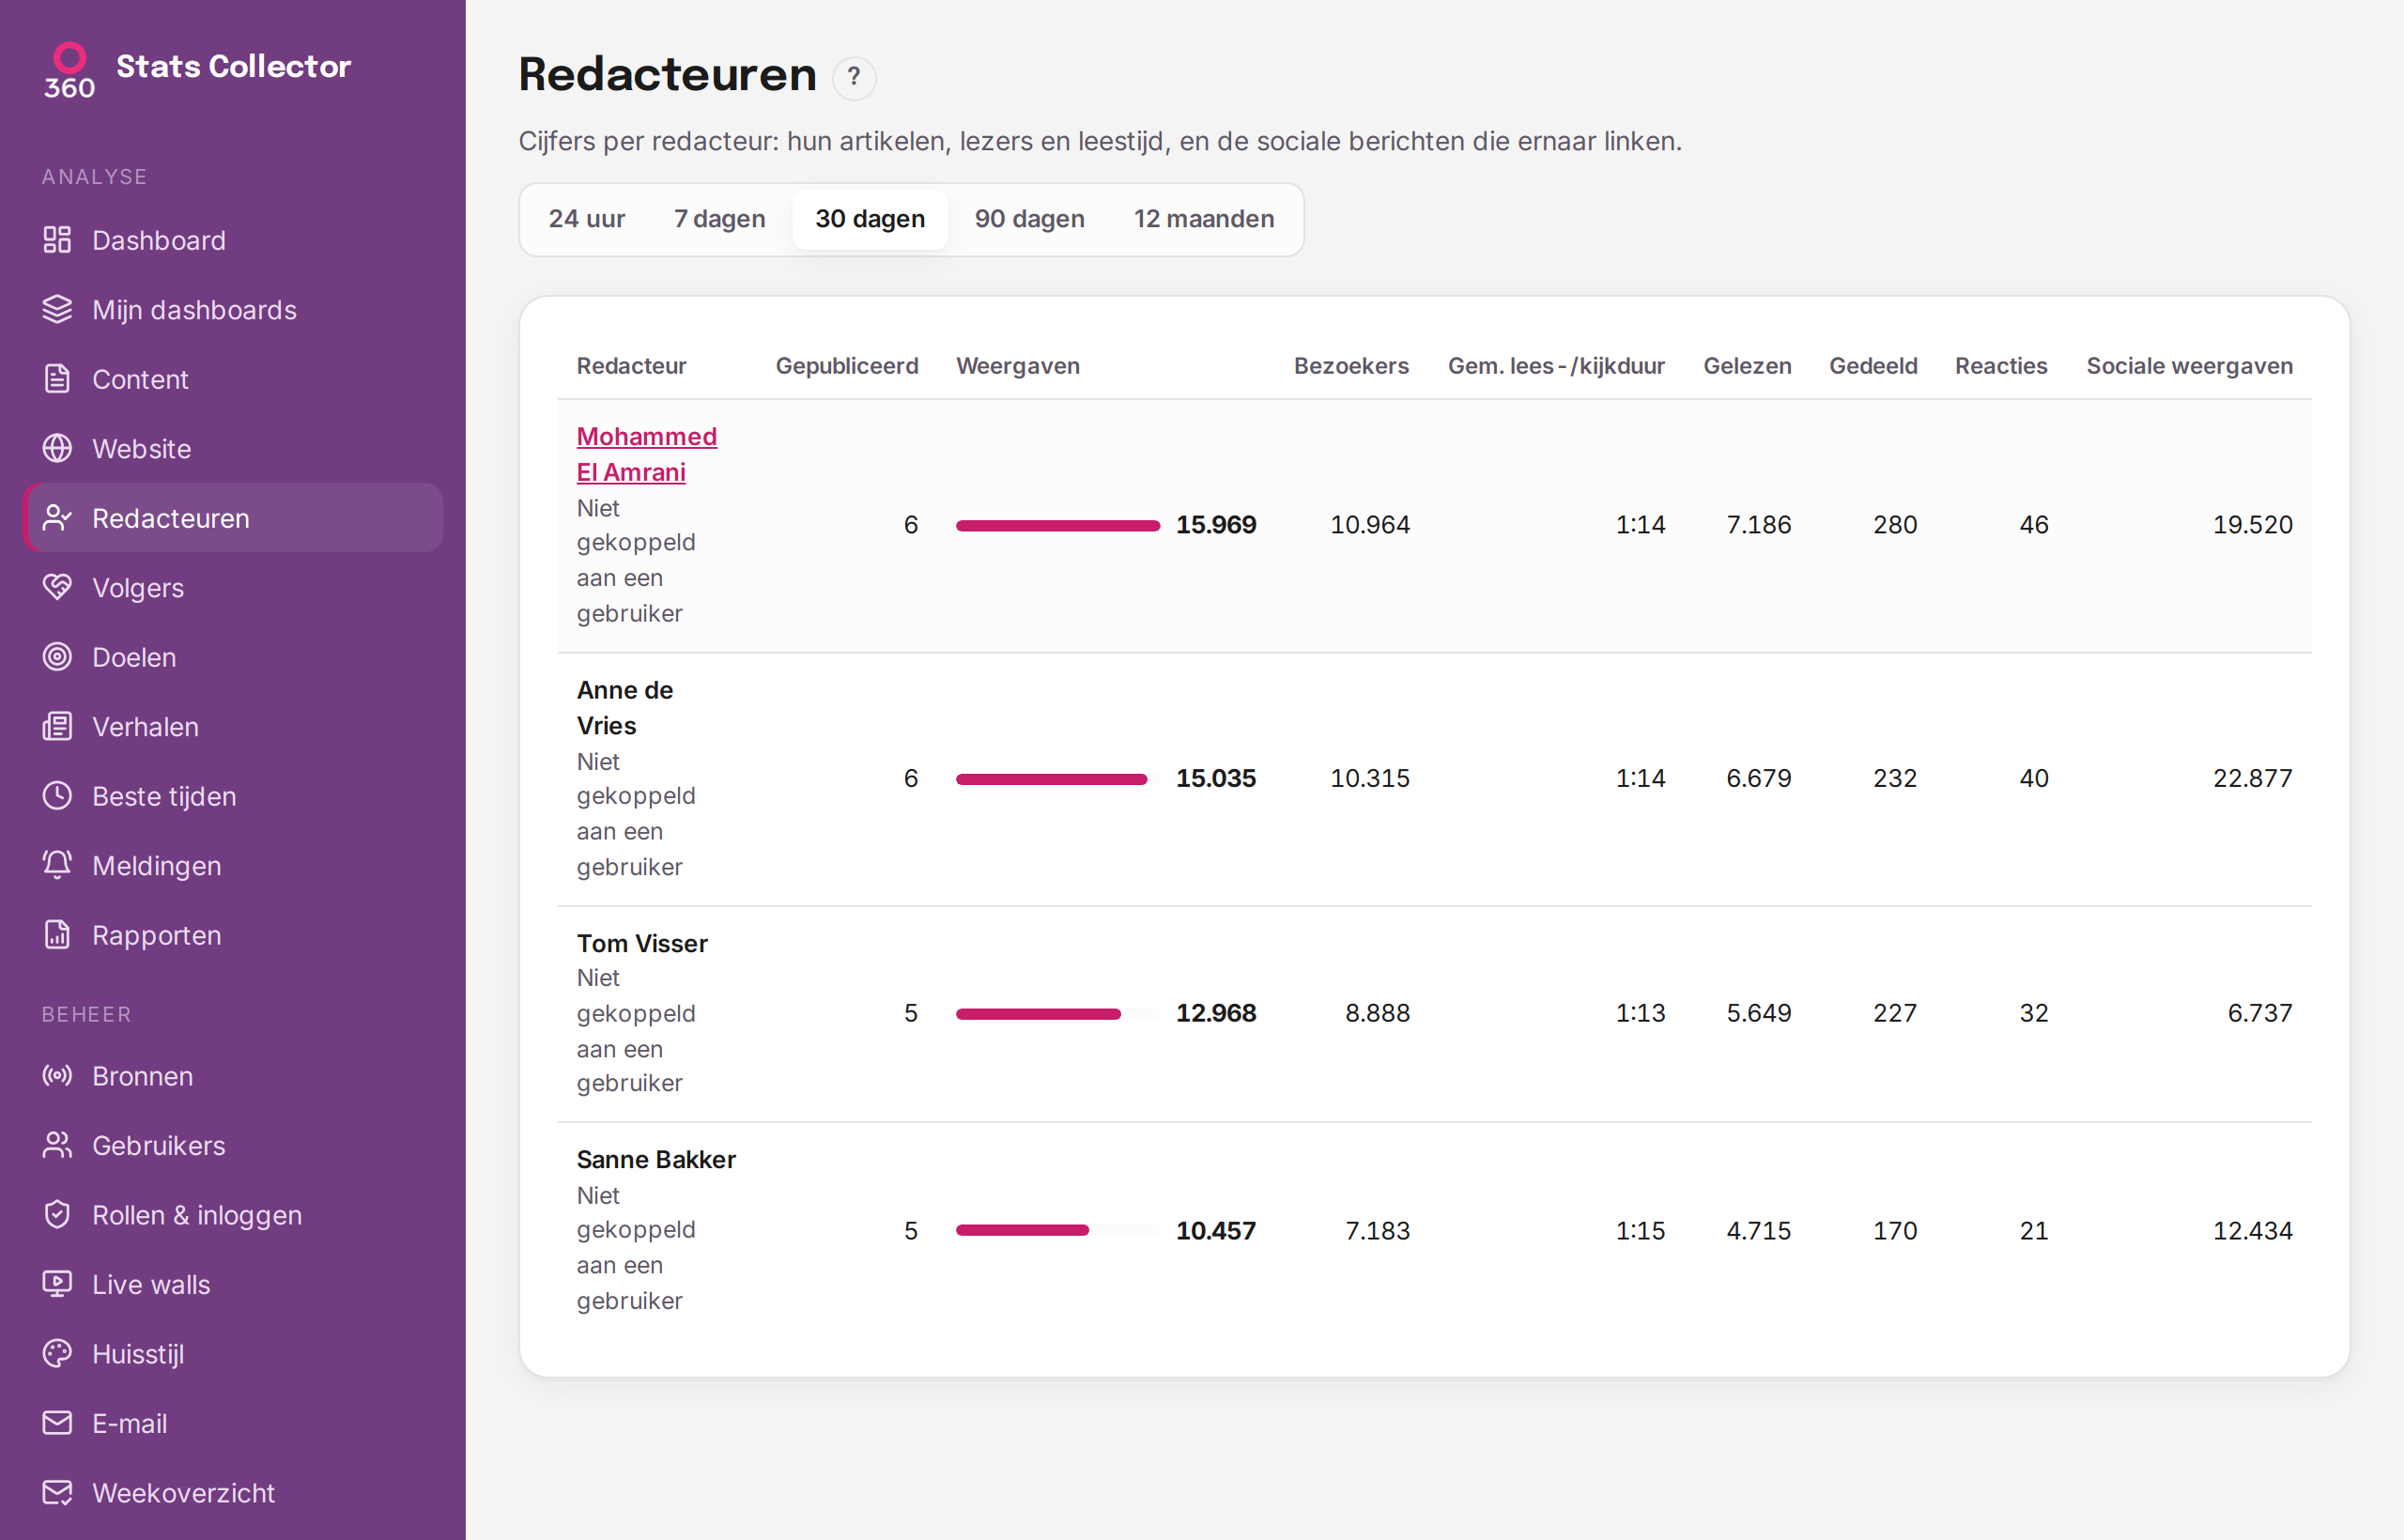 360
Stats Collector
ANALYSE
Dashboard
Mijn dashboards
Content
Website
Redacteuren
Volgers
Doelen
Verhalen
Beste tijden
Meldingen
Rapporten
BEHEER
Bronnen
Gebruikers
Rollen & inloggen
Live walls
Huisstijl
E-mail
Weekoverzicht
Redacteuren ?
Cijfers per redacteur: hun artikelen, lezers en leestijd, en de sociale berichten die ernaar linken.
24 uur 7 dagen 30 dagen 90 dagen 12 maanden
Redacteur Gepubliceerd Weergaven Bezoekers Gem. lees-/kijkduur Gelezen Gedeeld Reacties Sociale weergaven
Mohammed
El Amrani
Niet
gekoppeld
aan een
gebruiker
6 15.969 10.964 1:14 7.186 280 46 19.520
Anne de
Vries
Niet
gekoppeld
aan een
gebruiker
6 15.035 10.315 1:14 6.679 232 40 22.877
Tom Visser
Niet
gekoppeld
aan een
gebruiker
5 12.968 8.888 1:13 5.649 227 32 6.737
Sanne Bakker
Niet
gekoppeld
aan een
gebruiker
5 10.457 7.183 1:15 4.715 170 21 12.434